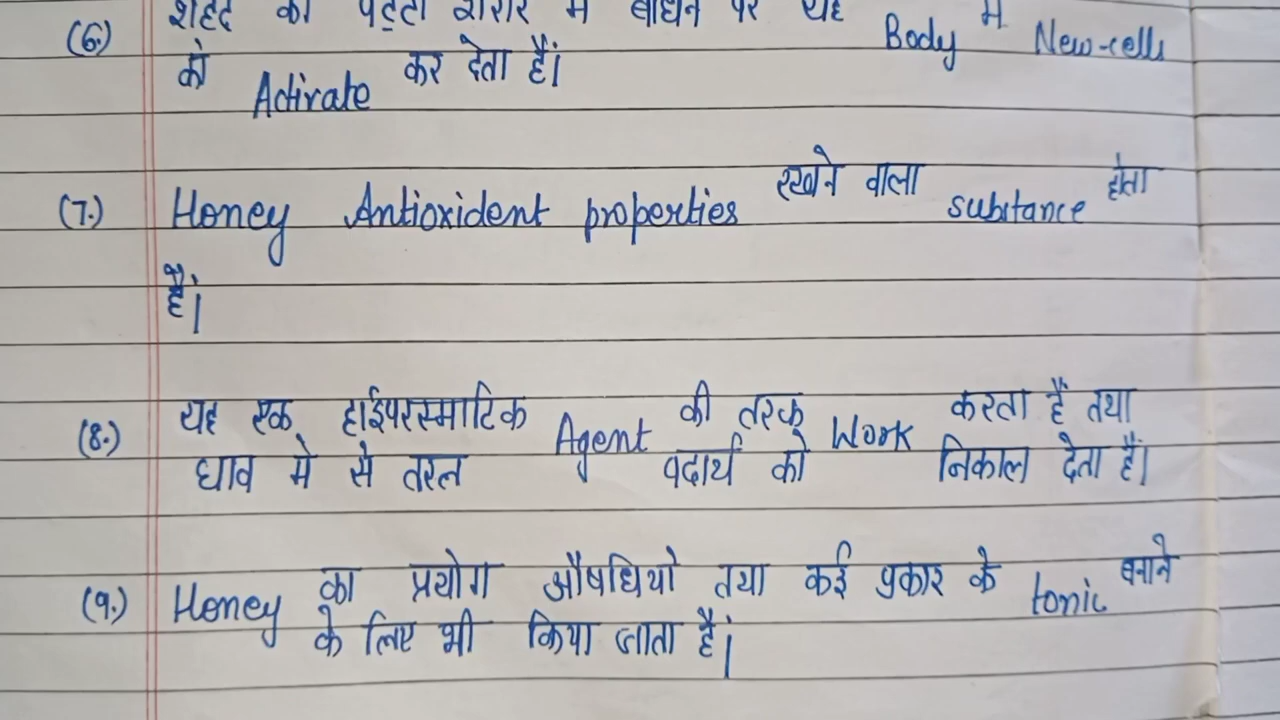 (6.) शहद की पट्टी शरीर में बांधने पर यह Body में New-cells
को Activate कर देता हैं।
(7.) Honey Antioxident properties रखने वाला substance होता
हैं।
(8.) यह एक हाईपरस्माटिक Agent की तरफ Work करता हैं तथा
घाव मे से तरल पदार्थ को निकाल देता हैं।
(9.) Honey का प्रयोग औषधियो तथा कई प्रकार के tonic बनाने
के लिए भी किया जाता हैं।